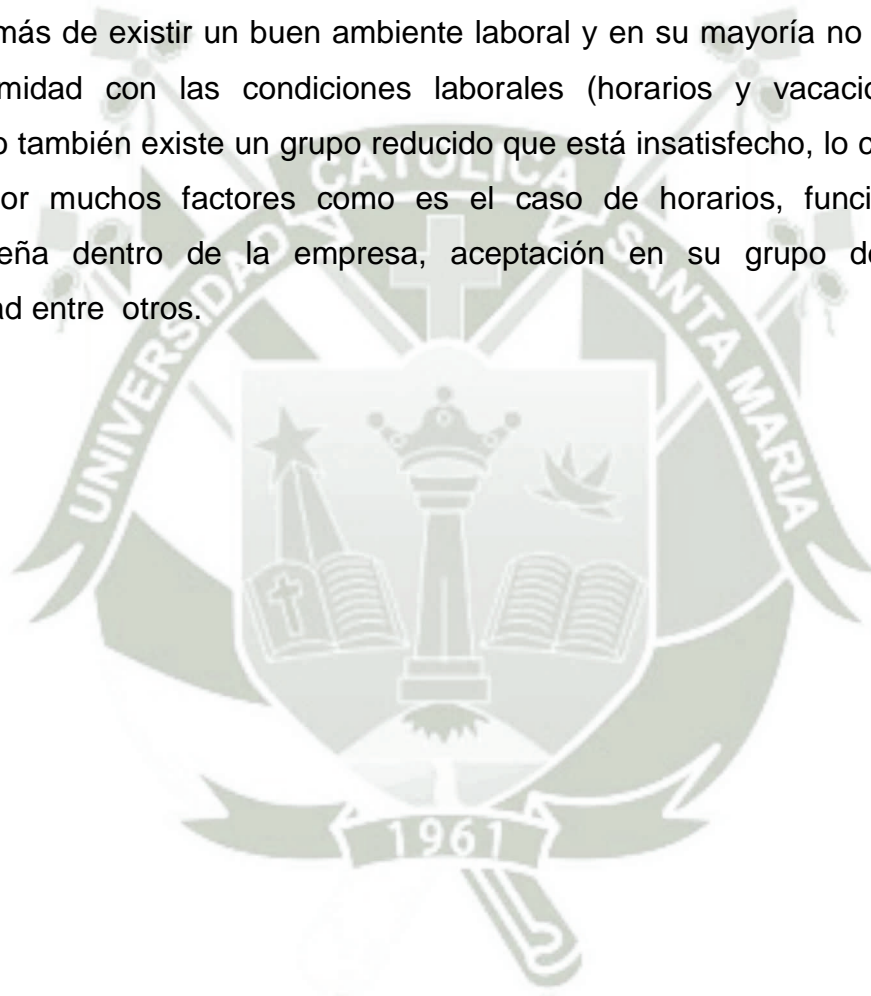 más de existir un buen ambiente laboral y en su mayoría no
midad con las condiciones laborales (horarios y vacacio
o también existe un grupo reducido que está insatisfecho, lo c
or muchos factores como es el caso de horarios, funci
eña dentro de la empresa, aceptación en su grupo de
ad entre otros.
UNIVERSIDAD CATOLICA SANTA MARIA
1961